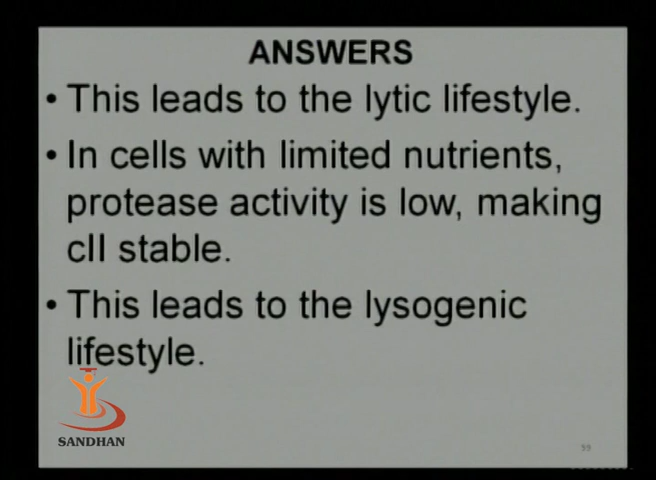 ANSWERS
• This leads to the lytic lifestyle.
• In cells with limited nutrients,
protease activity is low, making
cII stable.
• This leads to the lysogenic
lifestyle.
SANDHAN
59